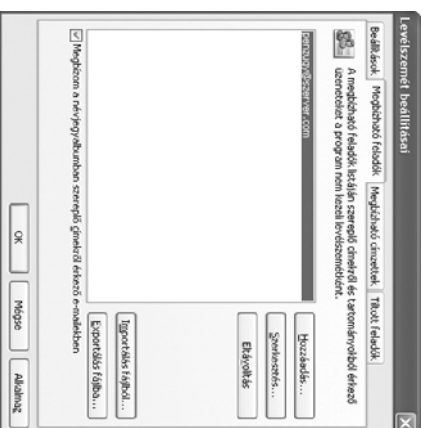 Levélszemét beállításai
Beállítások Megbízható feladók Megbízható címzettek Tiltott feladók
A megbízható feladók listáján szereplő címekről és tartományokból érkező
üzeneteket a program nem kezeli levélszemétként.
penzugy@szerver.com
Hozzáadás...
Szerkesztés...
Eltávolítás
Importálás fájlból...
Exportálás fájlba...
Megbízom a névjegyalbumban szereplő címekről érkező e-mailekben
OK Mégse Alkalmaz